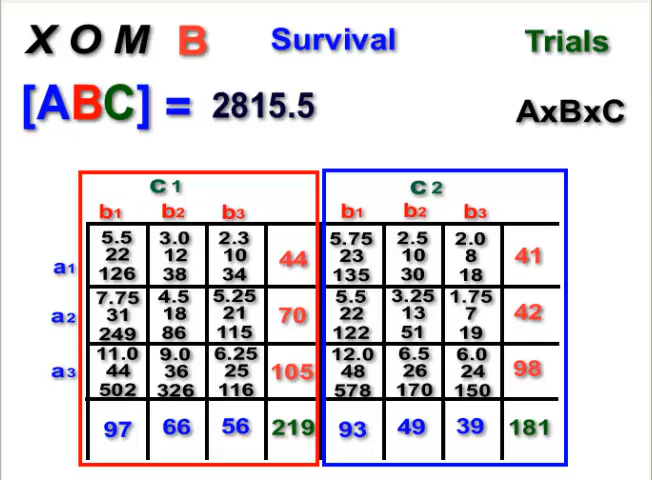 X O M B Survival Trials
[ABC] = 2815.5 AxBxC
C 1 C 2
b1 b2 b3 b1 b2 b3
5.5 3.0 2.3 5.75 2.5 2.0
a1 22 12 10 44 23 10 8 41
126 38 34 135 30 18
7.75 4.5 5.25 5.5 3.25 1.75
a2 31 18 21 70 22 13 7 42
249 86 115 122 51 19
11.0 9.0 6.25 12.0 6.5 6.0
a3 44 36 25 105 48 26 24 98
502 326 116 578 170 150
97 66 56 219 93 49 39 181